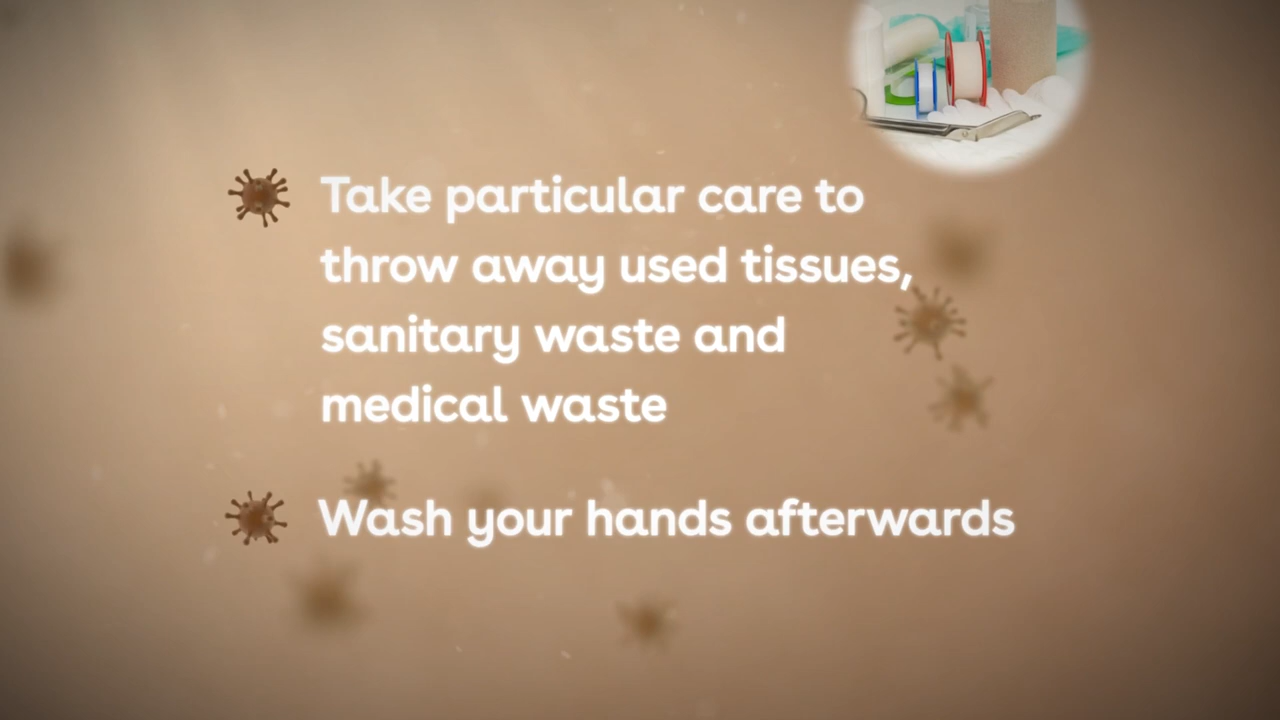 Take particular care to
throw away used tissues,
sanitary waste and
medical waste
Wash your hands afterwards